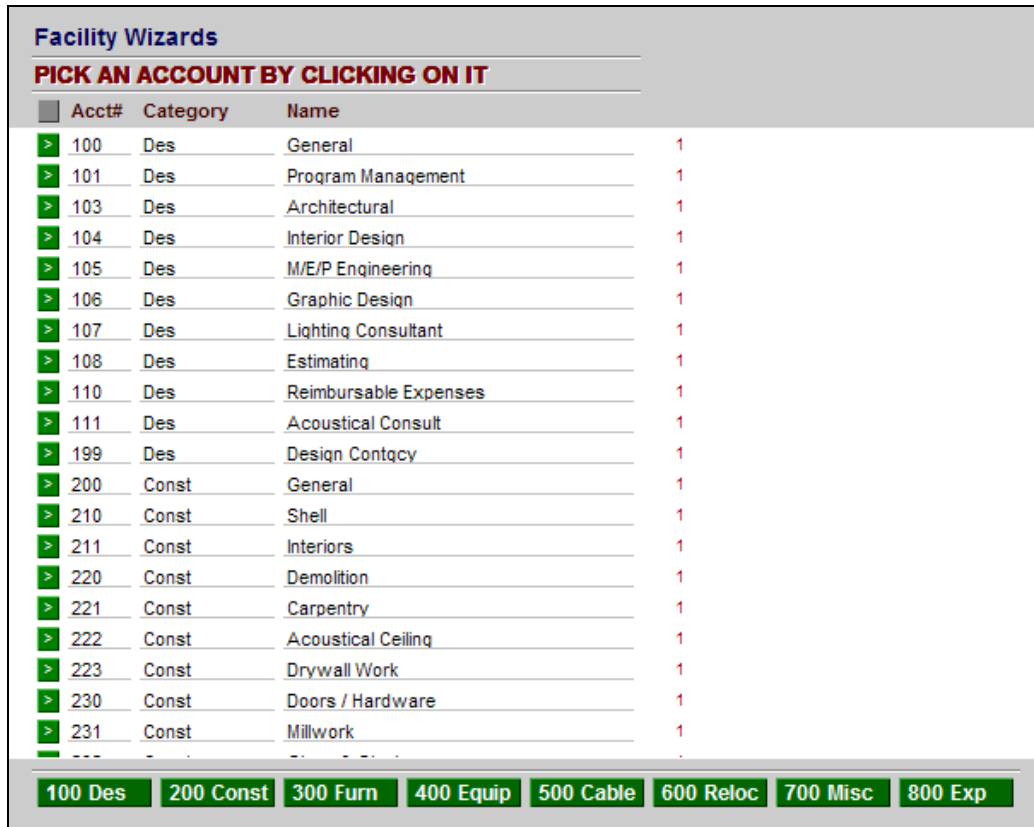 Facility Wizards
PICK AN ACCOUNT BY CLICKING ON IT
Acct# Category Name
> 100 Des General 1
> 101 Des Program Management 1
> 103 Des Architectural 1
> 104 Des Interior Design 1
> 105 Des M/E/P Engineering 1
> 106 Des Graphic Design 1
> 107 Des Lighting Consultant 1
> 108 Des Estimating 1
> 110 Des Reimbursable Expenses 1
> 111 Des Acoustical Consult 1
> 199 Des Design Contgcy 1
> 200 Const General 1
> 210 Const Shell 1
> 211 Const Interiors 1
> 220 Const Demolition 1
> 221 Const Carpentry 1
> 222 Const Acoustical Ceiling 1
> 223 Const Drywall Work 1
> 230 Const Doors / Hardware 1
> 231 Const Millwork 1
100 Des 200 Const 300 Furn 400 Equip 500 Cable 600 Reloc 700 Misc 800 Exp